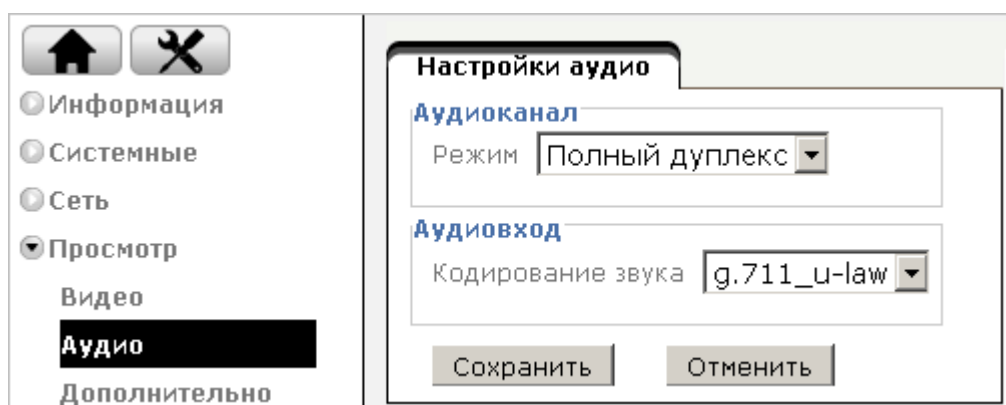 Информация
Системные
Сеть
Просмотр
Видео
Аудио
Дополнительно
Настройки аудио
Аудиоканал
Режим Полный дуплекс
Аудиовход
Кодирование звука g.711_u-law
Сохранить Отменить